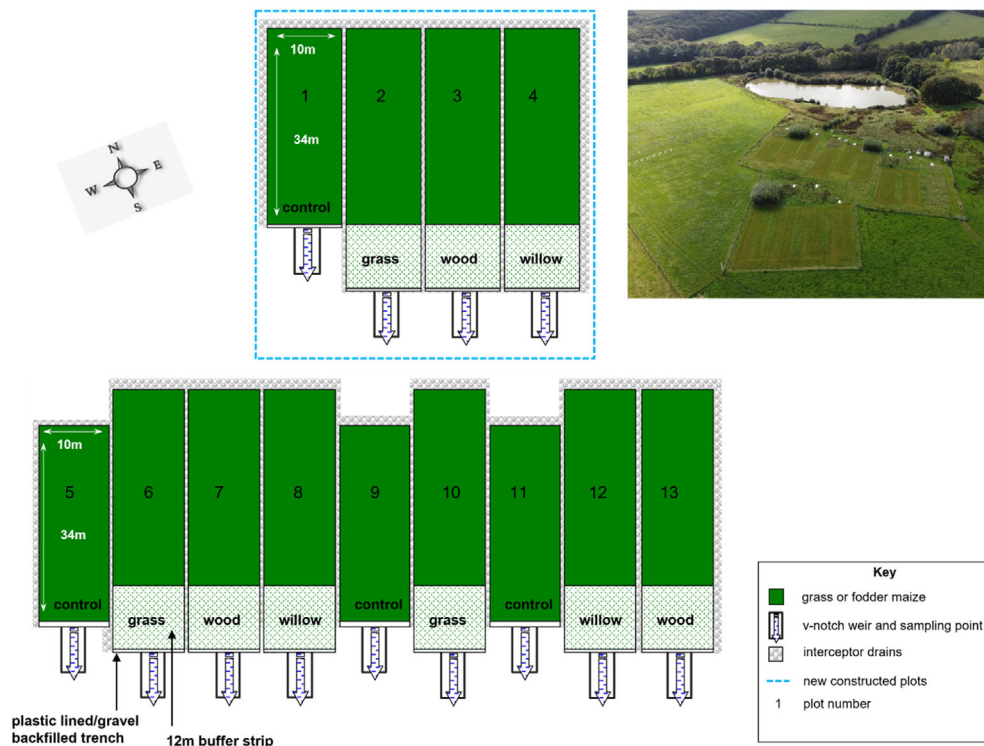 10m
1
2
3
4
34m
control
grass
wood
willow
N
W
E
S
10m
5
6
7
8
9
10
11
12
13
34m
control
grass
wood
willow
control
grass
control
willow
wood
plastic lined/gravel
backfilled trench
12m buffer strip
Key
grass or fodder maize
v-notch weir and sampling point
interceptor drains
new constructed plots
1 plot number